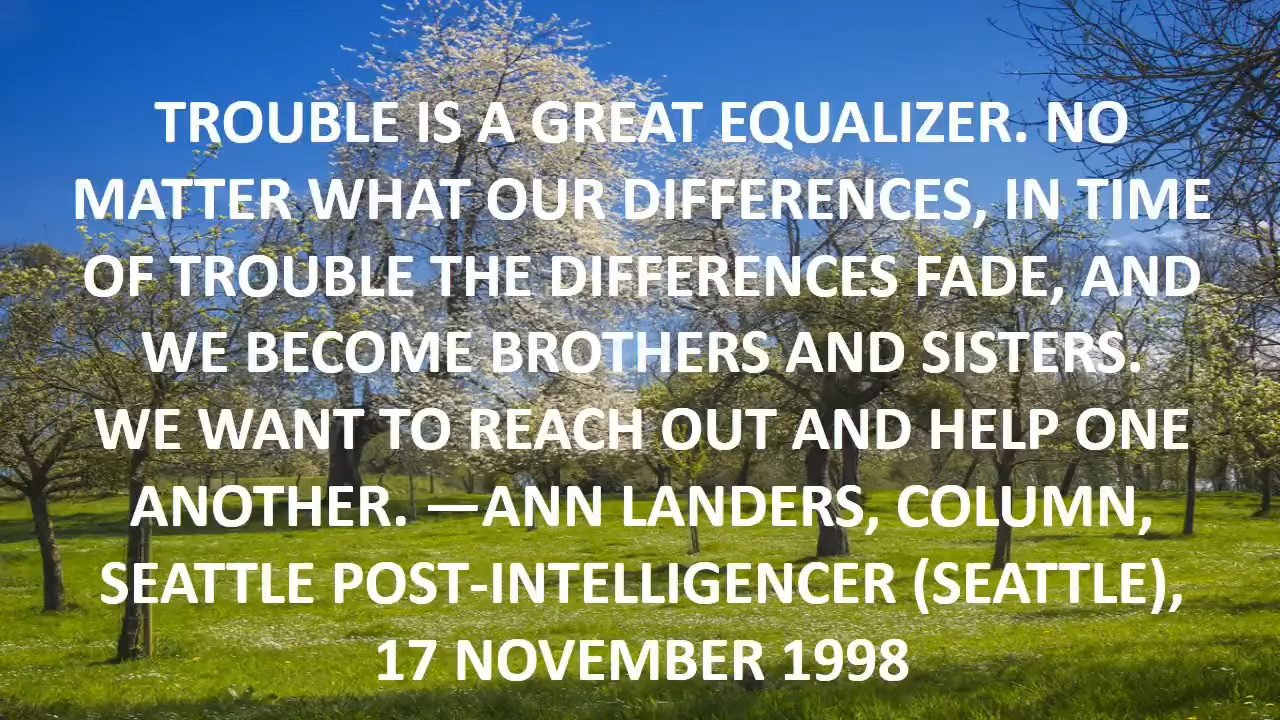 TROUBLE IS A GREAT EQUALIZER. NO
MATTER WHAT OUR DIFFERENCES, IN TIME
OF TROUBLE THE DIFFERENCES FADE, AND
WE BECOME BROTHERS AND SISTERS.
WE WANT TO REACH OUT AND HELP ONE
ANOTHER. —ANN LANDERS, COLUMN,
SEATTLE POST-INTELLIGENCER (SEATTLE),
17 NOVEMBER 1998